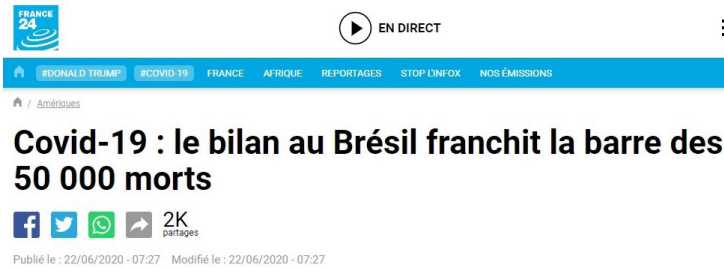 FRANCE
24
EN DIRECT
#DONALD TRUMP #COVID-19 FRANCE AFRIQUE REPORTAGES STOP L'INFOX NOS ÉMISSIONS
/ Amériques
Covid-19 : le bilan au Brésil franchit la barre des
50 000 morts
2K
partages
Publié le : 22/06/2020 - 07:27 Modifié le : 22/06/2020 - 07:27